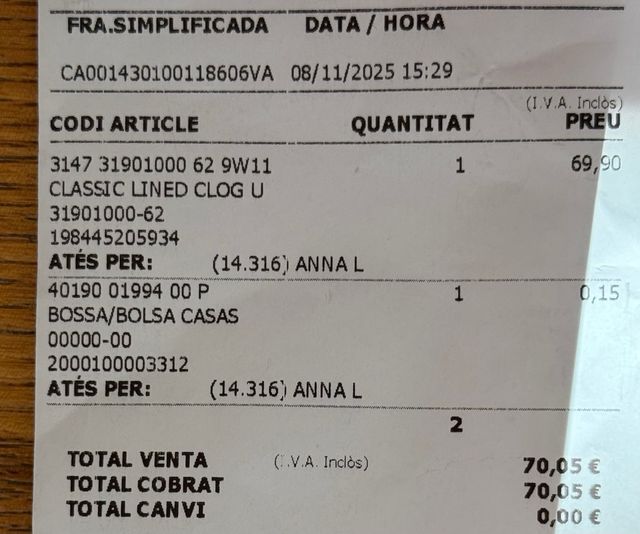 FRA.SIMPLIFICADA DATA / HORA
CA001430100118606VA 08/11/2025 15:29
(I.V.A. Inclòs)
CODI ARTICLE QUANTITAT PREU
3147 31901000 62 9W11 1 69,90
CLASSIC LINED CLOG U
31901000-62
198445205934
ATÉS PER: (14.316) ANNA L
40190 01994 00 P 1 0,15
BOSSA/BOLSA CASAS
00000-00
2000100003312
ATÉS PER: (14.316) ANNA L
2
TOTAL VENTA (I.V.A. Inclòs) 70,05 €
TOTAL COBRAT 70,05 €
TOTAL CANVI 0,00 €